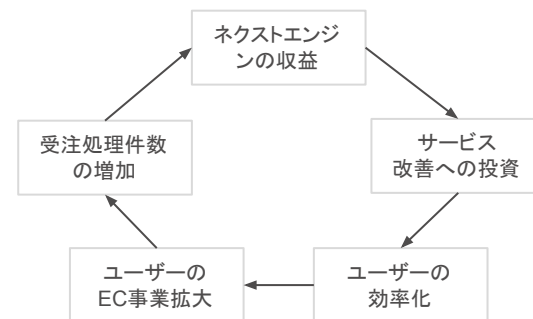 ネクストエンジ
ンの収益
サービス
改善への投資
ユーザーの
効率化
ユーザーの
EC事業拡大
受注処理件数
の増加